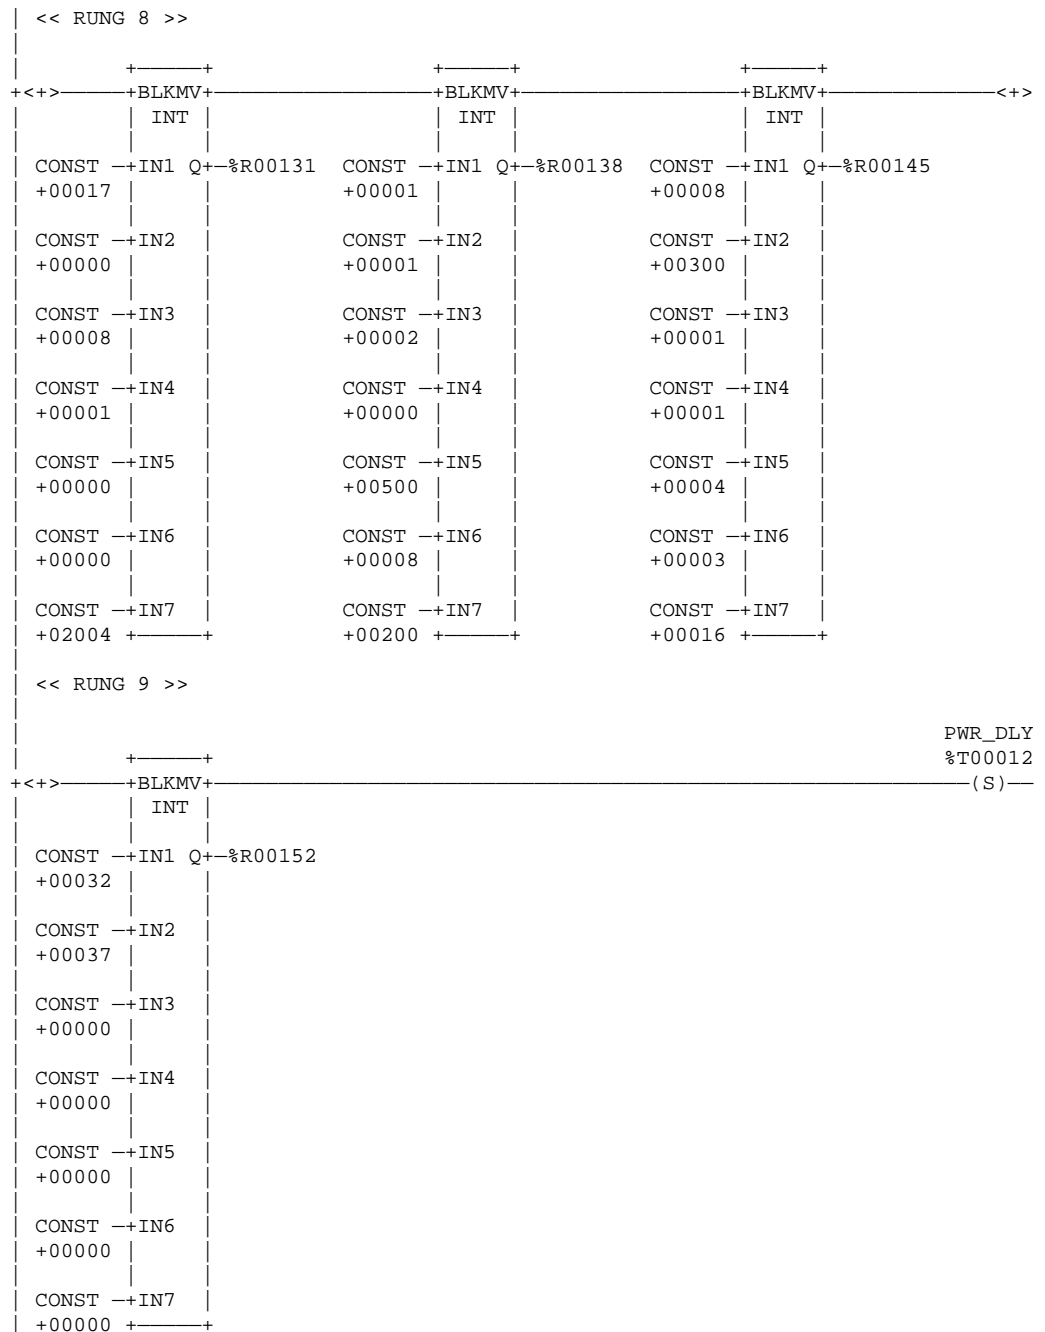 | << RUNG 8 >>
|
|         +—————+                  +—————+                  +—————+
+<+>—————+BLKMV+——————————————————+BLKMV+——————————————————+BLKMV+—————————————<+>
|         | INT |                  | INT |                  | INT |
|         |     |                  |     |                  |     |
| CONST —+IN1 Q+—%R00131  CONST —+IN1 Q+—%R00138  CONST —+IN1 Q+—%R00145
| +00017 |     |          +00001 |     |          +00008 |     |
|         |     |                  |     |                  |     |
| CONST —+IN2  |          CONST —+IN2  |          CONST —+IN2  |
| +00000 |     |          +00001 |     |          +00300 |     |
|         |     |                  |     |                  |     |
| CONST —+IN3  |          CONST —+IN3  |          CONST —+IN3  |
| +00008 |     |          +00002 |     |          +00001 |     |
|         |     |                  |     |                  |     |
| CONST —+IN4  |          CONST —+IN4  |          CONST —+IN4  |
| +00001 |     |          +00000 |     |          +00001 |     |
|         |     |                  |     |                  |     |
| CONST —+IN5  |          CONST —+IN5  |          CONST —+IN5  |
| +00000 |     |          +00500 |     |          +00004 |     |
|         |     |                  |     |                  |     |
| CONST —+IN6  |          CONST —+IN6  |          CONST —+IN6  |
| +00000 |     |          +00008 |     |          +00003 |     |
|         |     |                  |     |                  |     |
| CONST —+IN7  |          CONST —+IN7  |          CONST —+IN7  |
| +02004 +—————+          +00200 +—————+          +00016 +—————+
|
| << RUNG 9 >>
|
|                                                                          PWR_DLY
|         +—————+                                                          %T00012
+<+>—————+BLKMV+—————————————————————————————————————————————————————————————(S)——
|         | INT |
|         |     |
| CONST —+IN1 Q+—%R00152
| +00032 |     |
|         |     |
| CONST —+IN2  |
| +00037 |     |
|         |     |
| CONST —+IN3  |
| +00000 |     |
|         |     |
| CONST —+IN4  |
| +00000 |     |
|         |     |
| CONST —+IN5  |
| +00000 |     |
|         |     |
| CONST —+IN6  |
| +00000 |     |
|         |     |
| CONST —+IN7  |
| +00000 +—————+